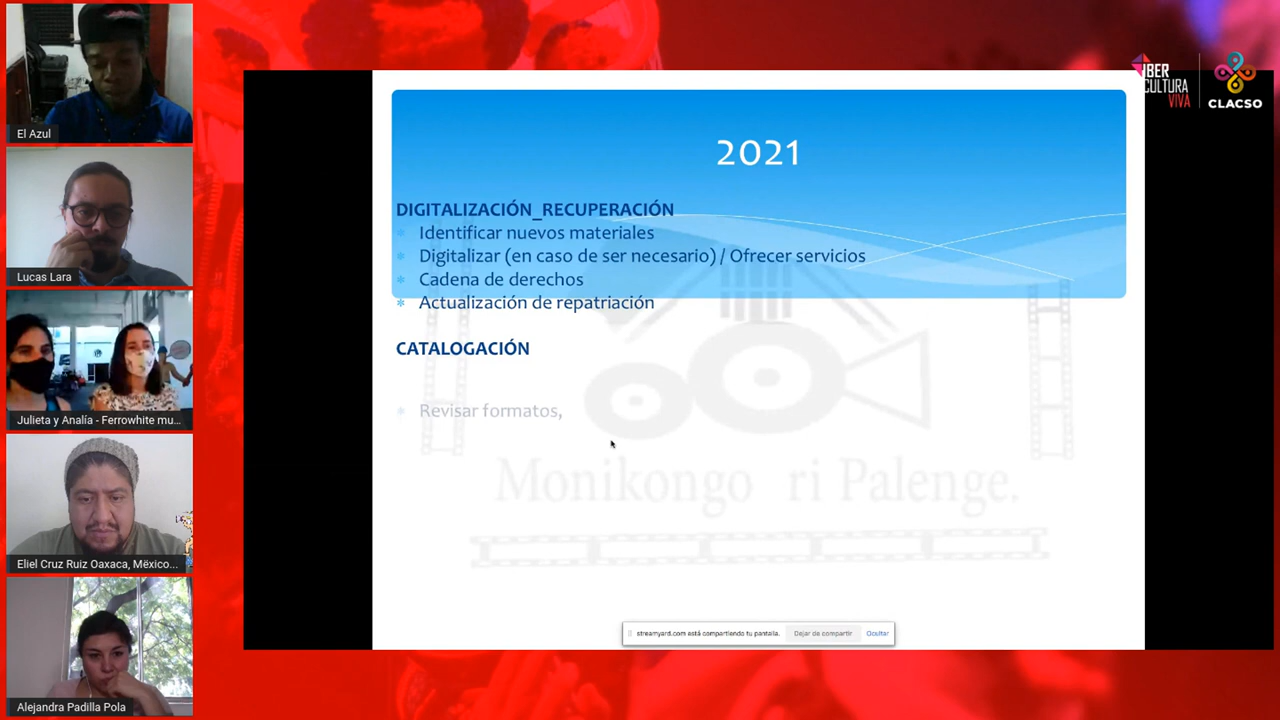 El Azul
Lucas Lara
Julieta y Analía - Ferrowhite mu...
Eliel Cruz Ruiz Oaxaca, Mëxico...
Alejandra Padilla Pola
IBER
CULTURA
VIVA
CLACSO
2021
DIGITALIZACIÓN_RECUPERACIÓN
* Identificar nuevos materiales
* Digitalizar (en caso de ser necesario) / Ofrecer servicios
* Cadena de derechos
* Actualización de repatriación
CATALOGACIÓN
* Revisar formatos,
Monikongo ri Palenge.
streamyard.com está compartiendo tu pantalla. Dejar de compartir Ocultar